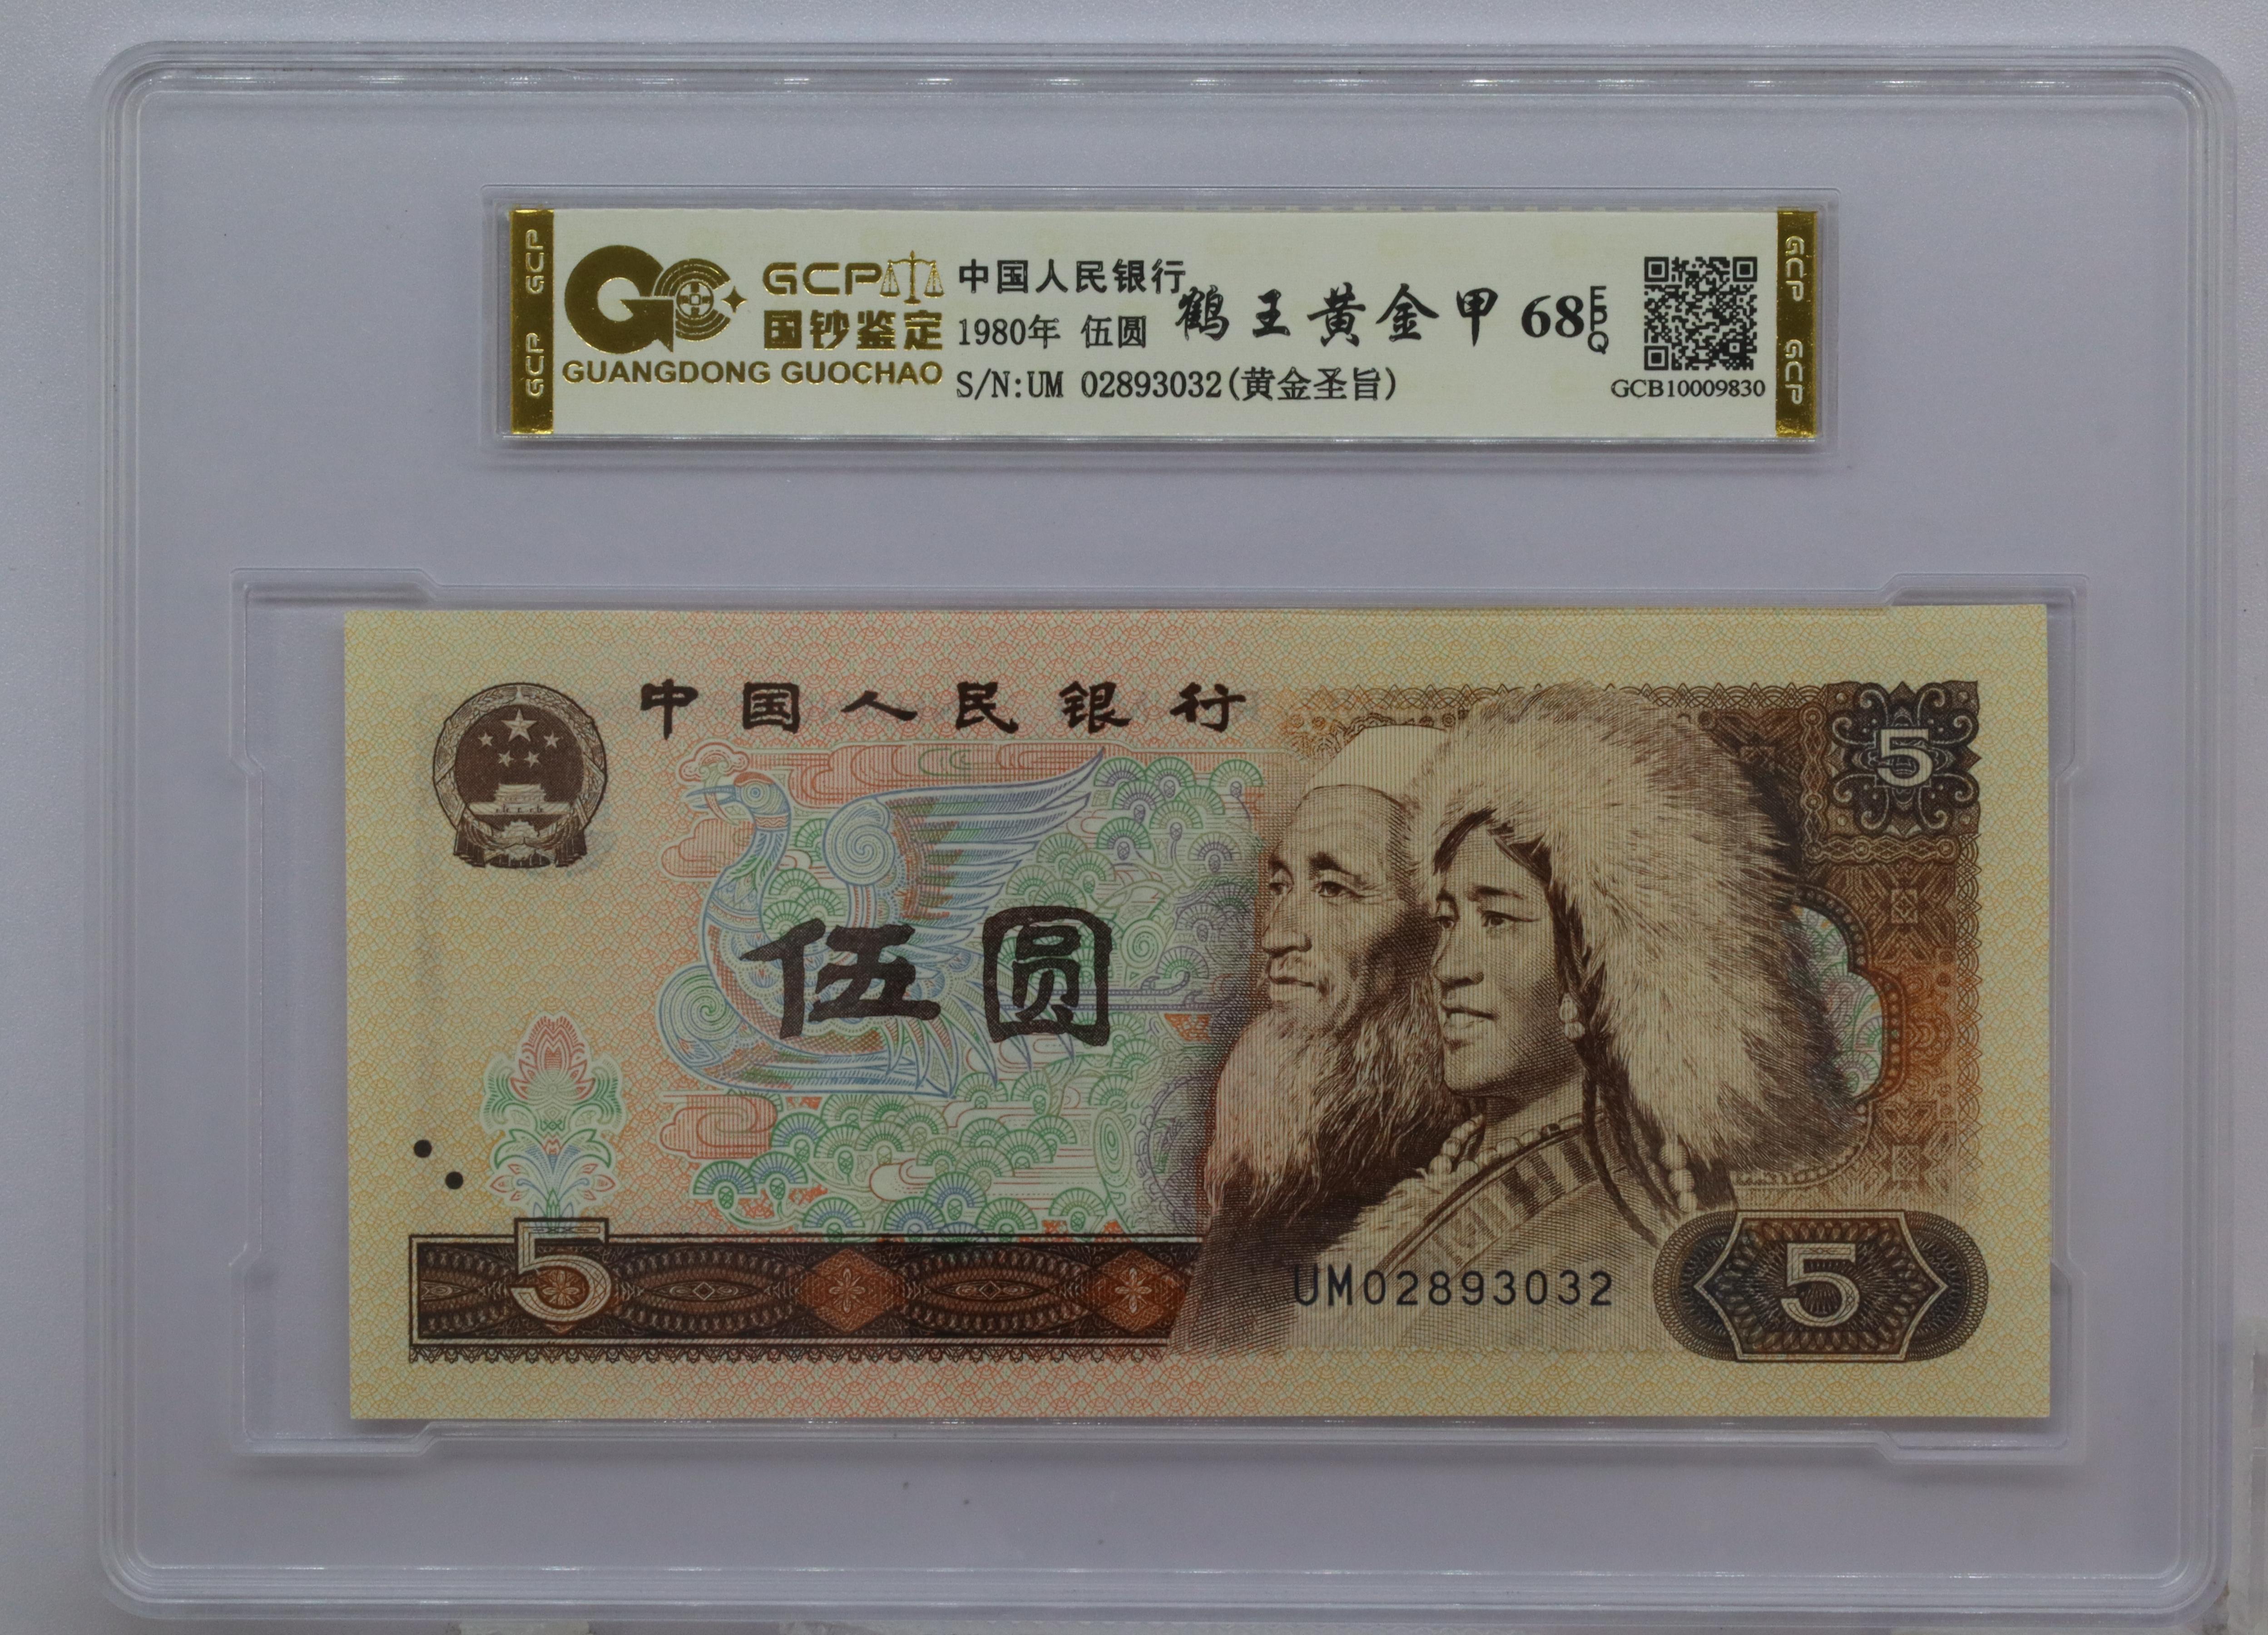 GCP GCP
GCP
国钞鉴定
GUANGDONG GUOCHAO
中国人民银行
1980年 伍圆
S/N:UM 02893032(黄金圣旨)
鹤王黄金甲 68 EPQ
GCB10009830
GCP GCP
中国人民银行
5
伍圆
5
UM02893032
5